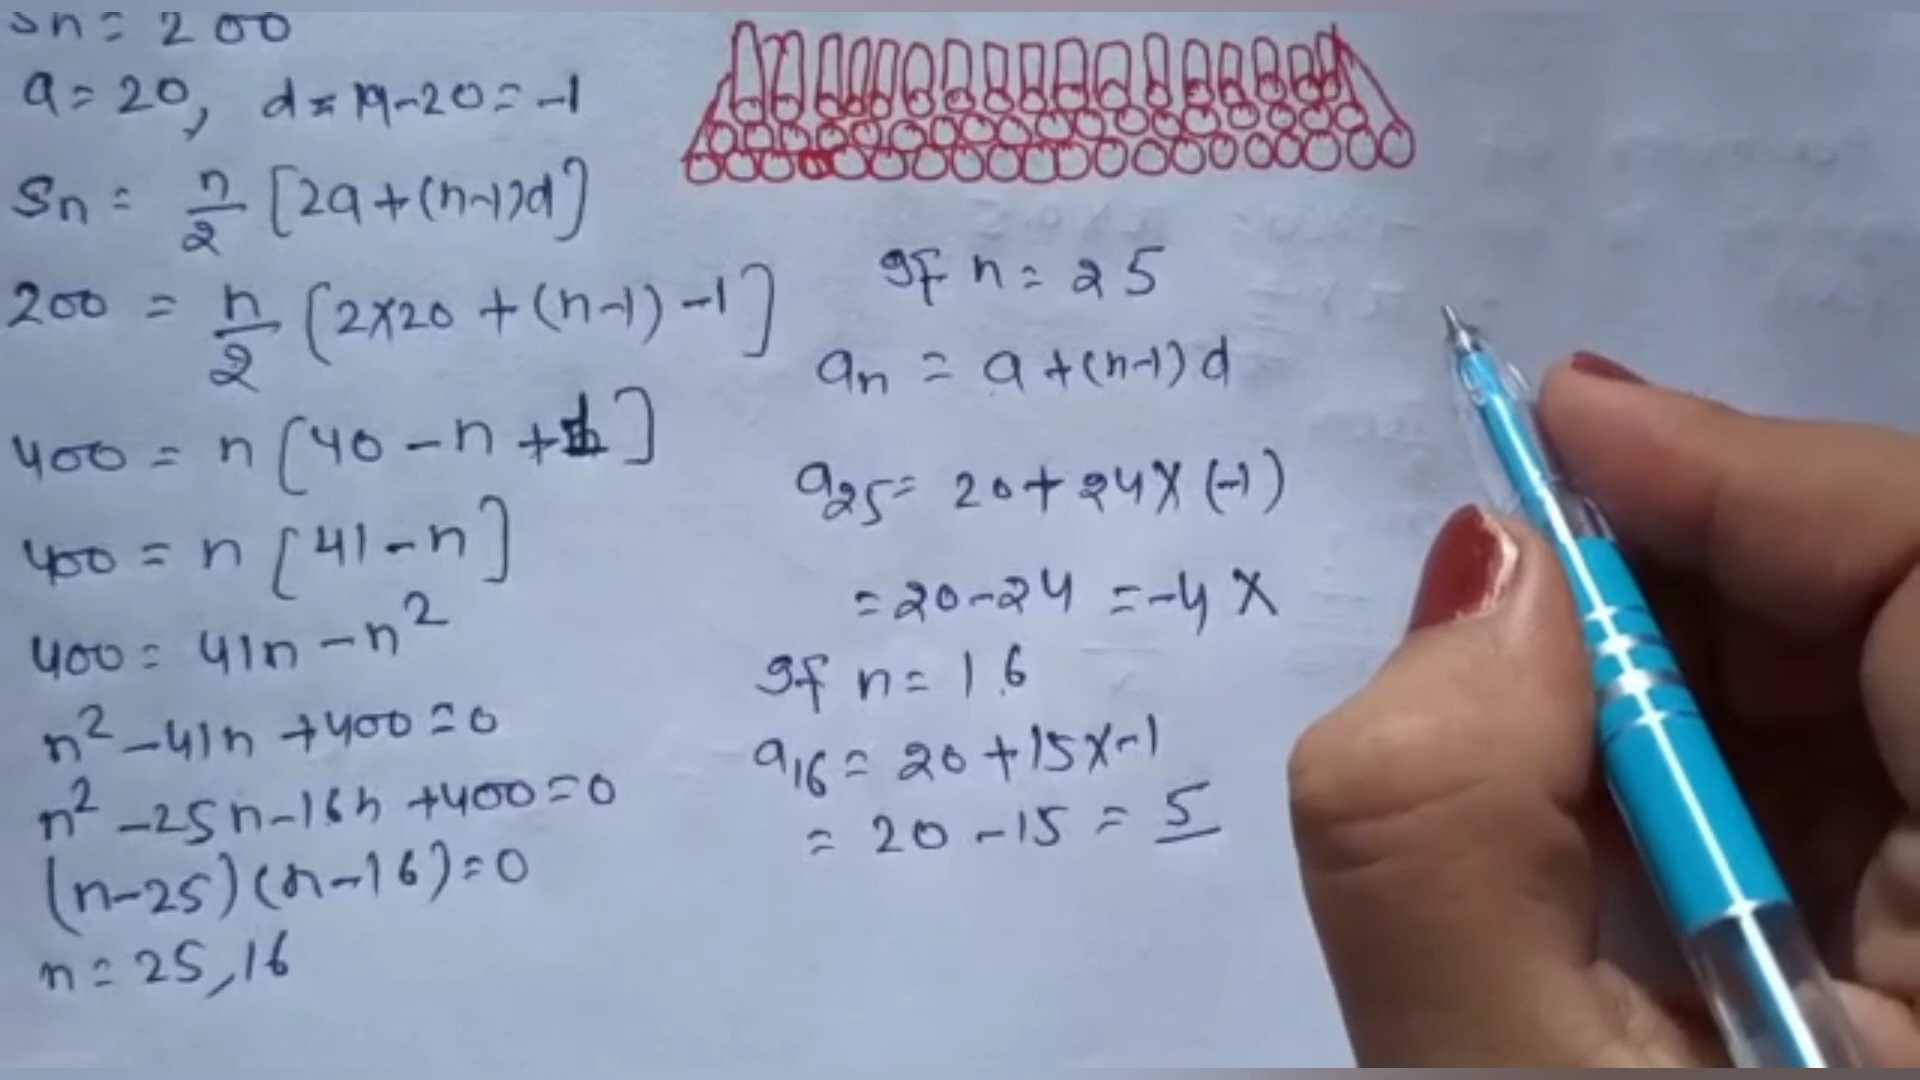 Sn = 200
a = 20, d = 19-20 = -1
Sn = n/2 [2a+(n-1)d]
200 = n/2 [2×20 + (n-1) -1]
400 = n [40 - n + 1]
400 = n [41 - n]
400 = 41n - n²
n² - 41n + 400 = 0
n² - 25n - 16n + 400 = 0
(n-25)(n-16) = 0
n = 25, 16
If n = 25
an = a + (n-1)d
a25 = 20 + 24 × (-1)
= 20 - 24 = -4 X
If n = 16
a16 = 20 + 15 × -1
= 20 - 15 = 5